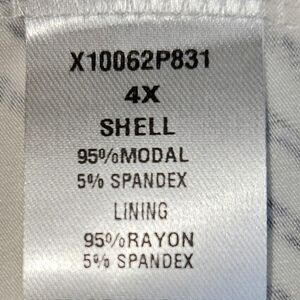 X10062P831
4X
SHELL
95%MODAL
5% SPANDEX
LINING
95%RAYON
5% SPANDEX